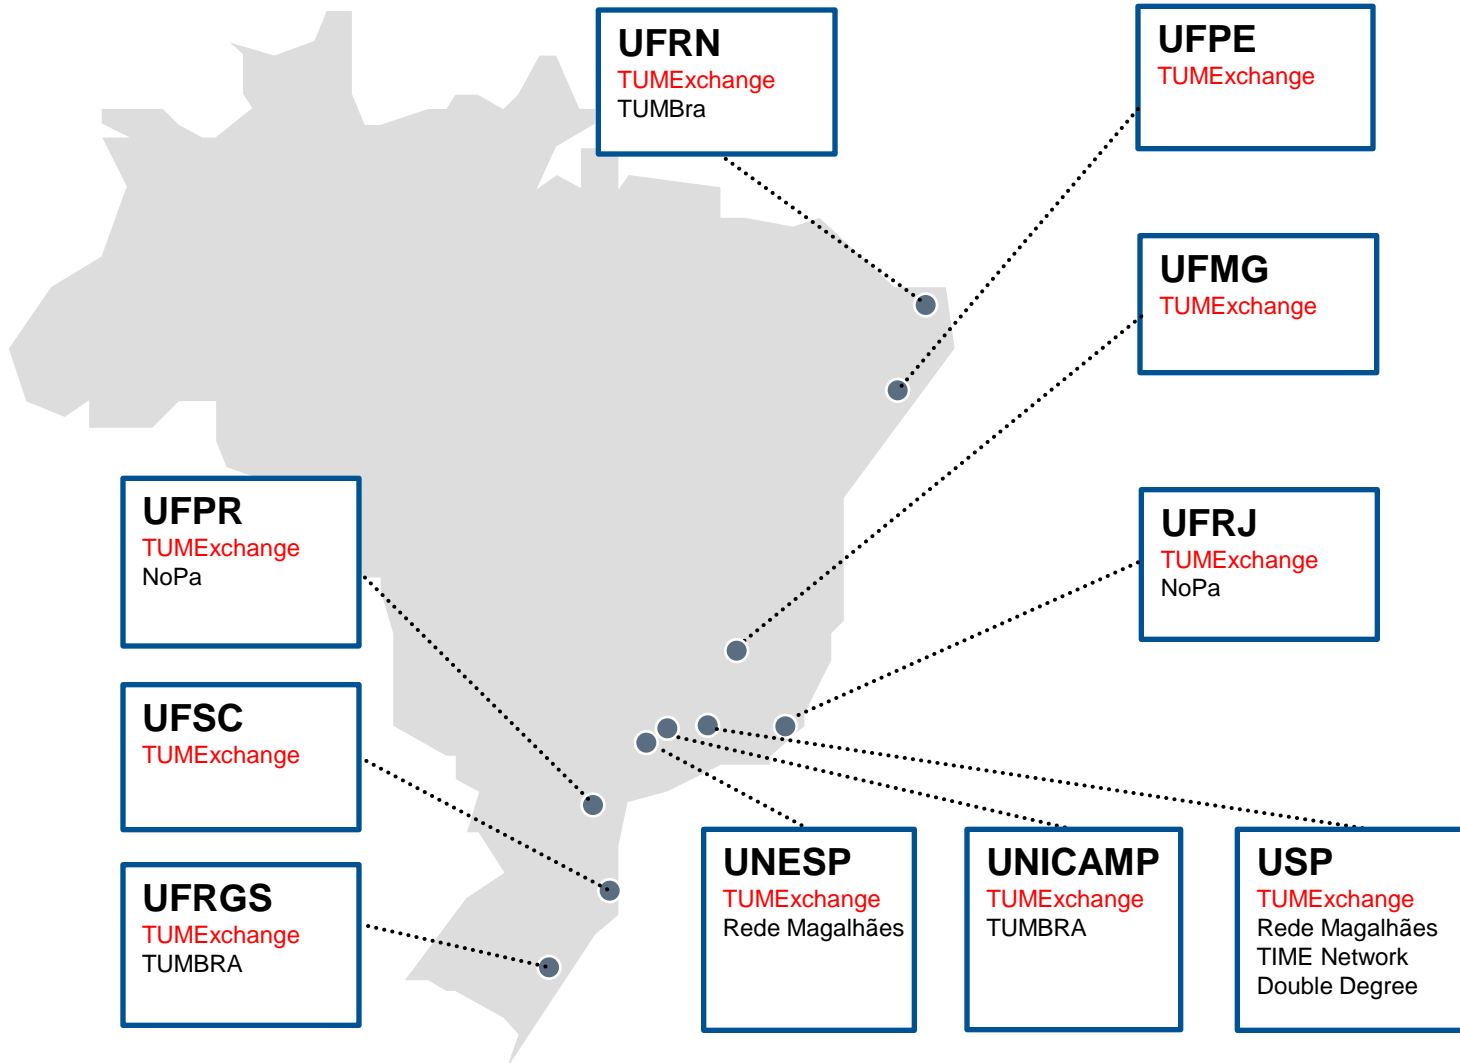 UFRN
TUMExchange
TUMBra
UFPE
TUMExchange
UFMG
TUMExchange
UFPR
TUMExchange
NoPa
UFRJ
TUMExchange
NoPa
UFSC
TUMExchange
UFRGS
TUMExchange
TUMBRA
UNESP
TUMExchange
Rede Magalhães
UNICAMP
TUMExchange
TUMBRA
USP
TUMExchange
Rede Magalhães
TIME Network
Double Degree